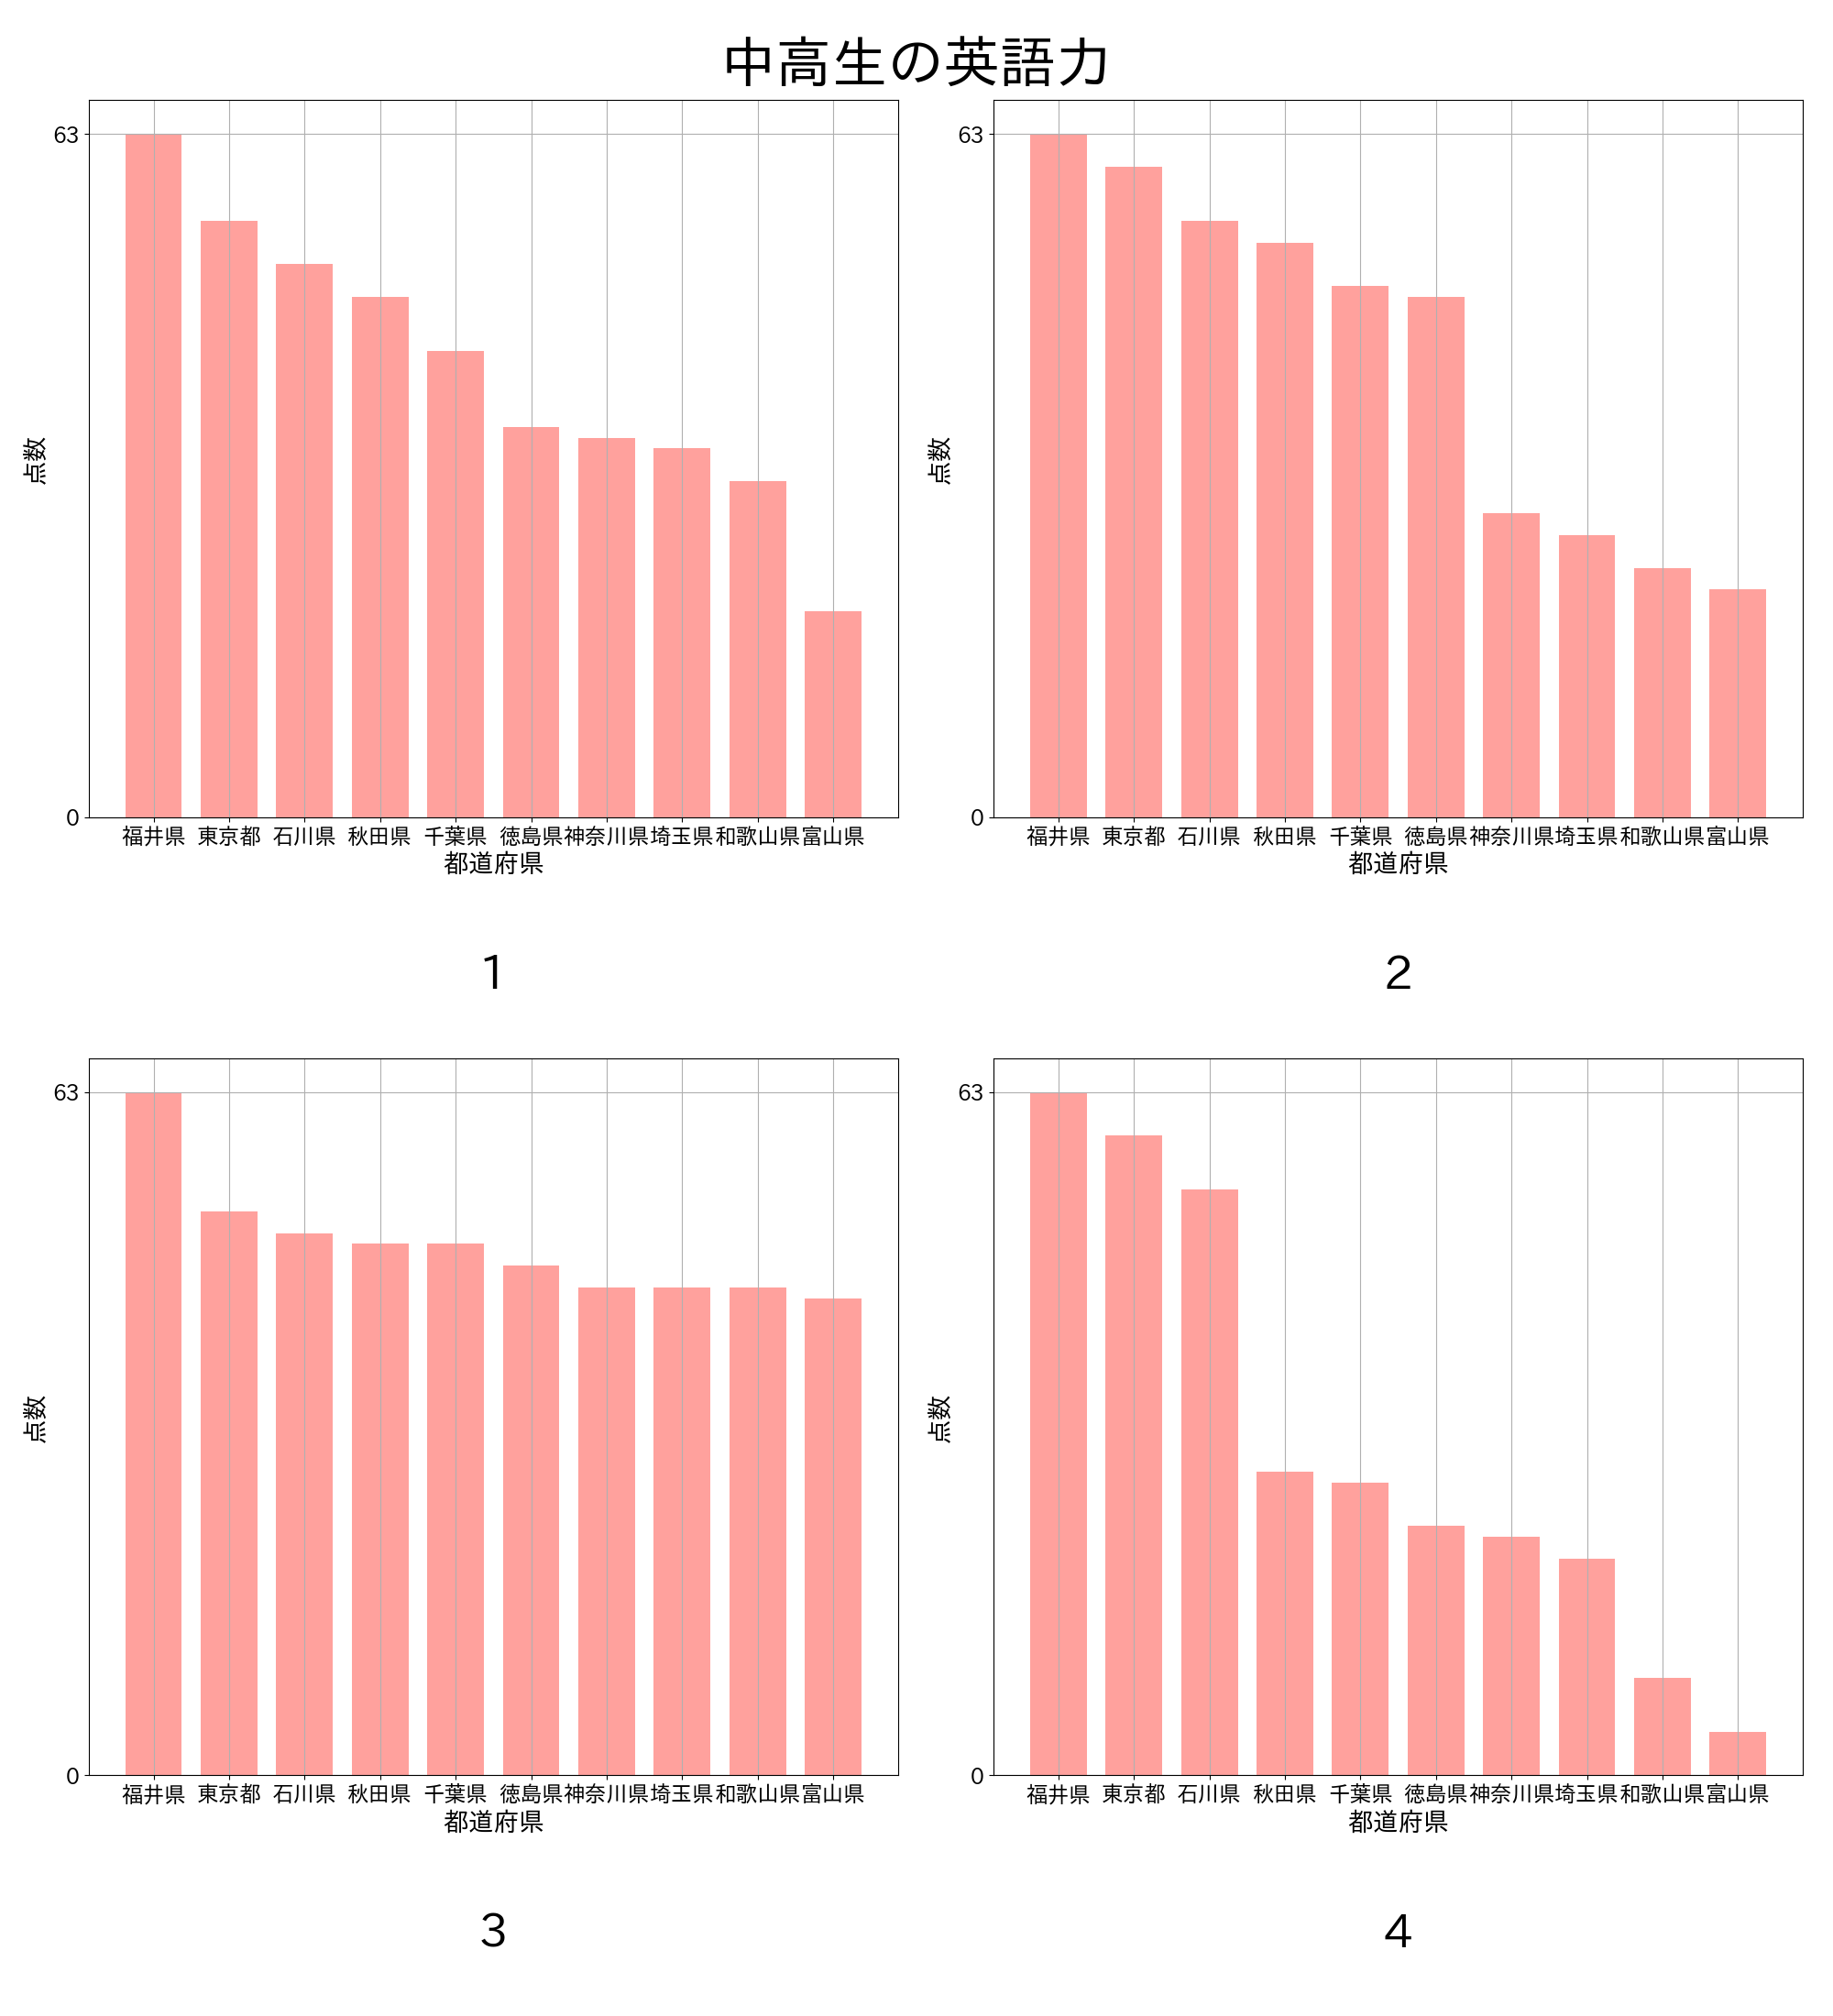 中高生の英語力
63
点数
0
福井県 東京都 石川県 秋田県 千葉県 徳島県 神奈川県 埼玉県 和歌山県 富山県
都道府県
1
63
点数
0
福井県 東京都 石川県 秋田県 千葉県 徳島県 神奈川県 埼玉県 和歌山県 富山県
都道府県
2
63
点数
0
福井県 東京都 石川県 秋田県 千葉県 徳島県 神奈川県 埼玉県 和歌山県 富山県
都道府県
3
63
点数
0
福井県 東京都 石川県 秋田県 千葉県 徳島県 神奈川県 埼玉県 和歌山県 富山県
都道府県
4